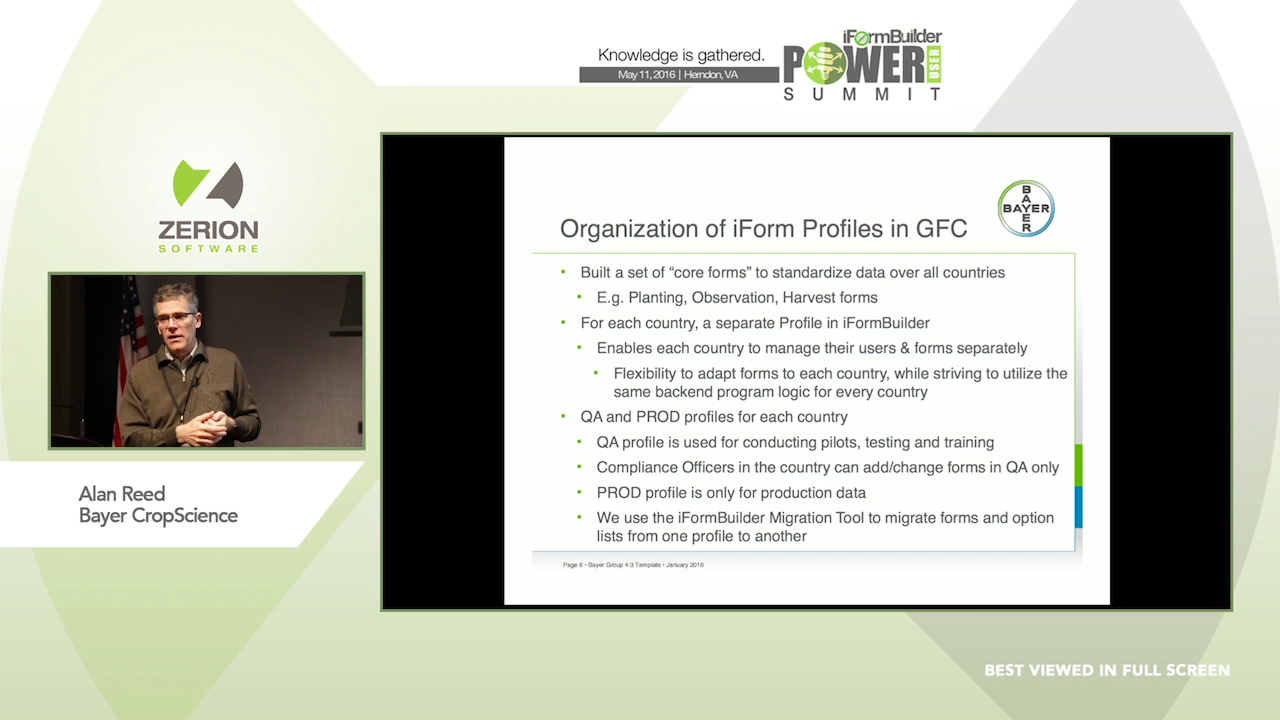 Knowledge is gathered.
May 11, 2016 | Herndon, VA
iFormBuilder
POWER
USER
SUMMIT
ZERION
SOFTWARE
Alan Reed
Bayer CropScience
BAYER
BAYER
Organization of iForm Profiles in GFC
• Built a set of “core forms” to standardize data over all countries
• E.g. Planting, Observation, Harvest forms
• For each country, a separate Profile in iFormBuilder
• Enables each country to manage their users & forms separately
• Flexibility to adapt forms to each country, while striving to utilize the
same backend program logic for every country
• QA and PROD profiles for each country
• QA profile is used for conducting pilots, testing and training
• Compliance Officers in the country can add/change forms in QA only
• PROD profile is only for production data
• We use the iFormBuilder Migration Tool to migrate forms and option
lists from one profile to another
Page 6 • Bayer Group 4:3 Template • January 2016
BEST VIEWED IN FULL SCREEN